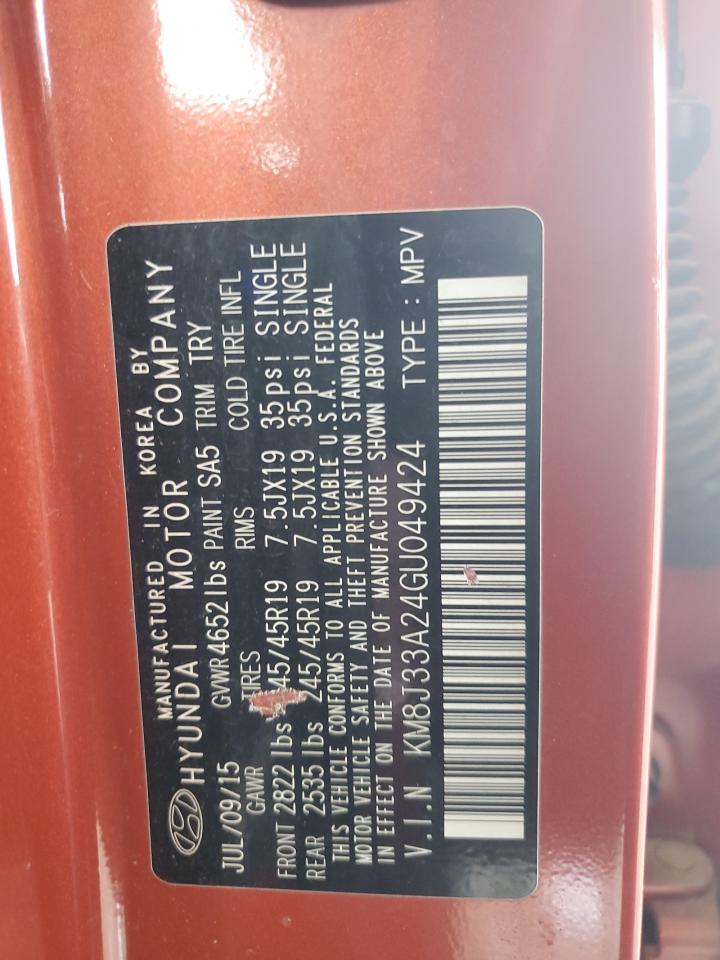 MANUFACTURED IN KOREA BY
HYUNDAI MOTOR COMPANY
JUL/09/15 GVWR 4652 lbs PAINT SA5 TRIM TRY
GAWR TIRES RIMS COLD TIRE INFL
FRONT 2822 lbs 45/45R19 7.5JX19 35psi SINGLE
REAR 2535 lbs 245/45R19 7.5JX19 35psi SINGLE
THIS VEHICLE CONFORMS TO ALL APPLICABLE U.S.A. FEDERAL
MOTOR VEHICLE SAFETY AND THEFT PREVENTION STANDARDS
IN EFFECT ON THE DATE OF MANUFACTURE SHOWN ABOVE
V.I.N KM8J33A24GU049424 TYPE : MPV